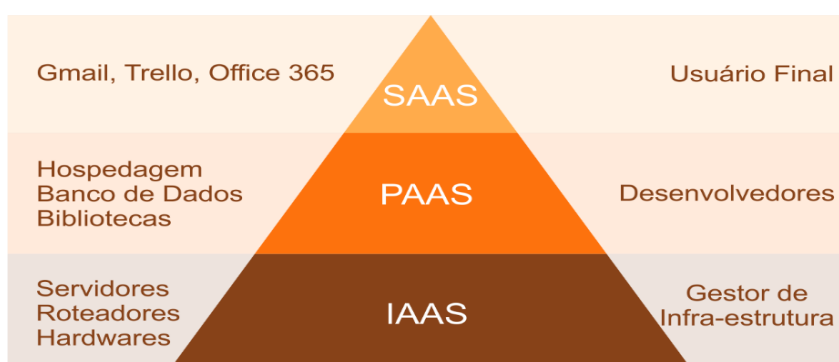 Gmail, Trello, Office 365
SAAS
Usuário Final
Hospedagem
Banco de Dados
Bibliotecas
PAAS
Desenvolvedores
Servidores
Roteadores
Hardwares
IAAS
Gestor de
Infra-estrutura